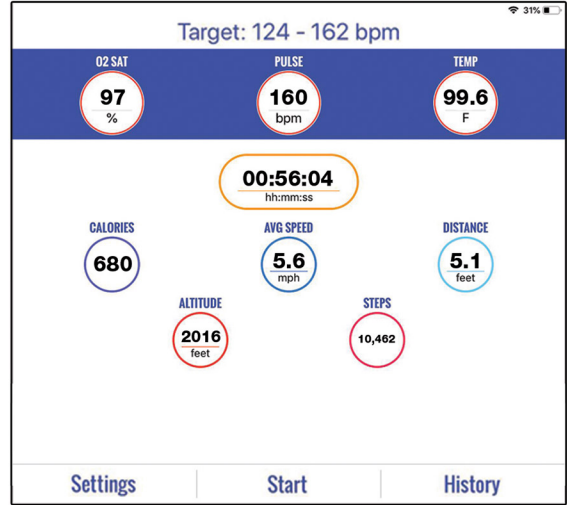 31%
Target: 124 - 162 bpm
O2 SAT PULSE TEMP
97 160 99.6
% bpm F
00:56:04
hh:mm:ss
CALORIES AVG SPEED DISTANCE
680 5.6 5.1
mph feet
ALTITUDE STEPS
2016 10,462
feet
Settings Start History